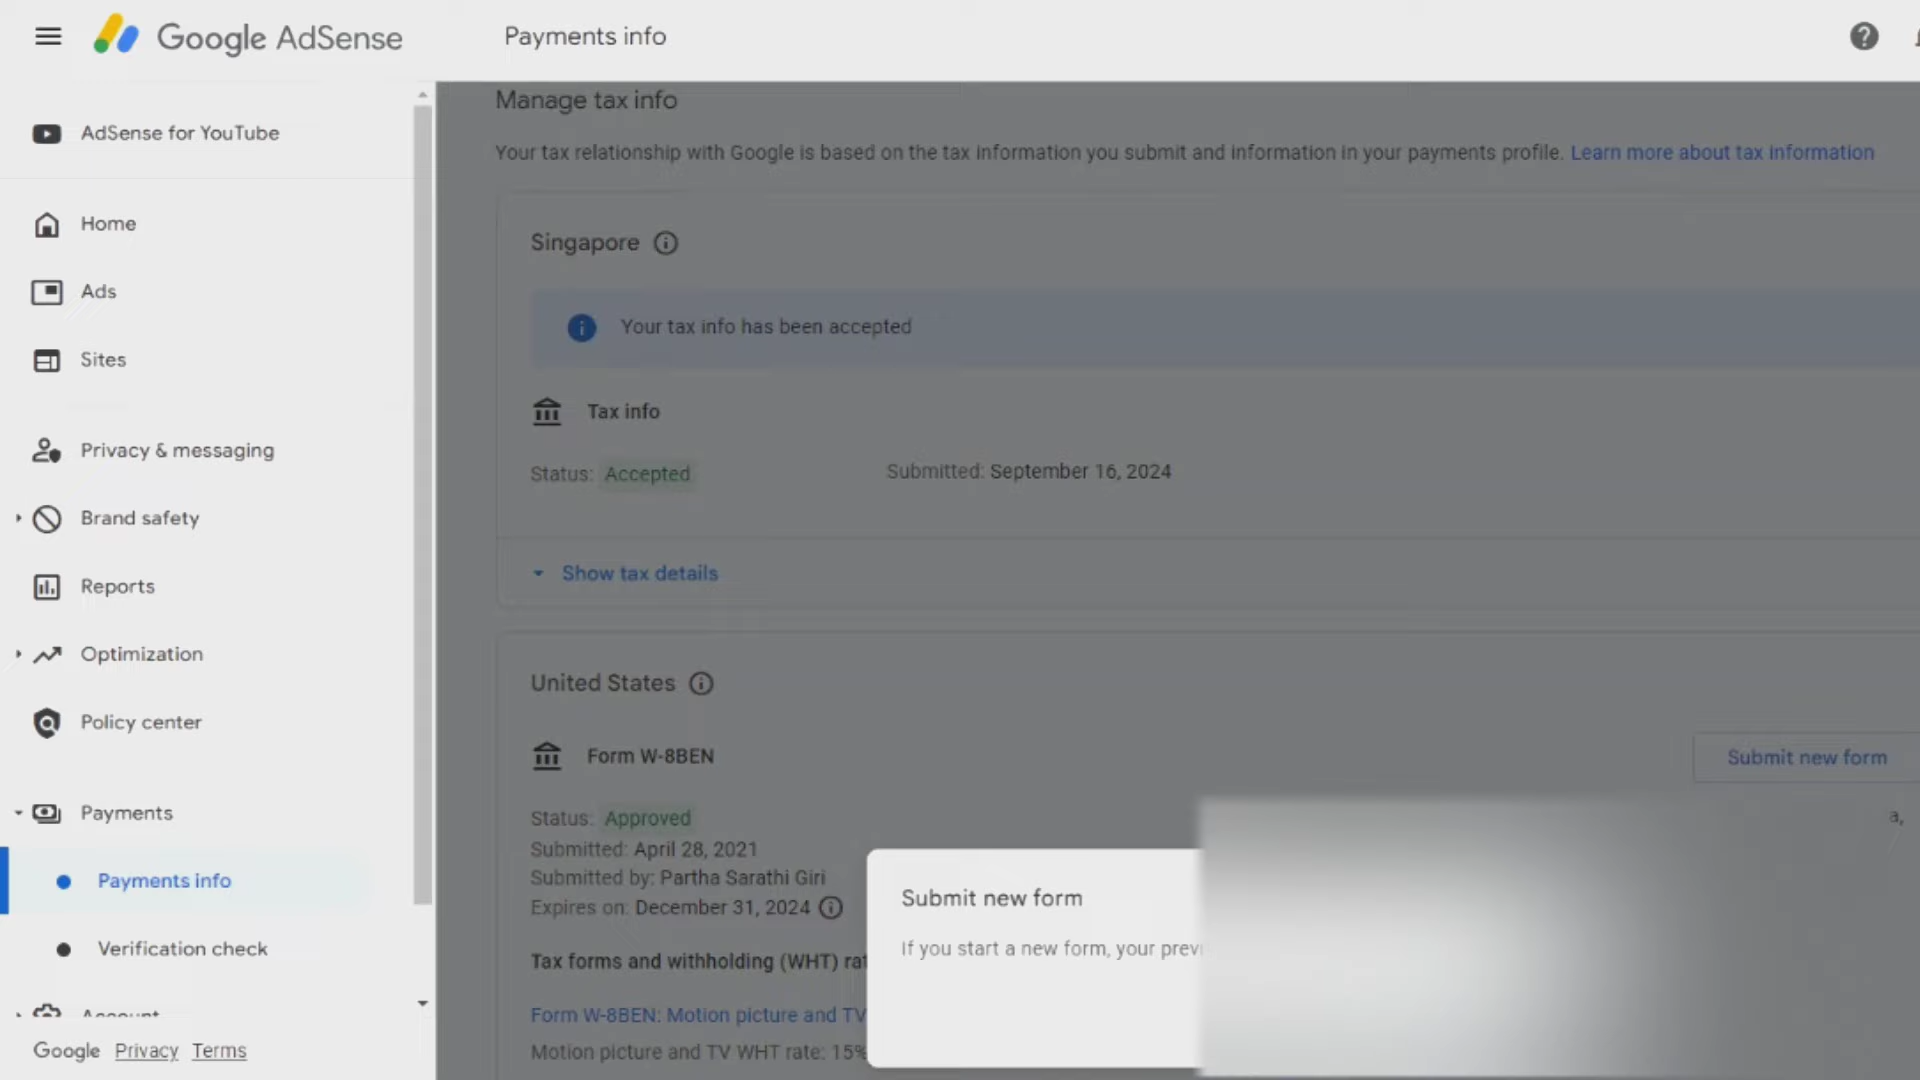 Google AdSense
Payments info
AdSense for YouTube
Home
Ads
Sites
Privacy & messaging
Brand safety
Reports
Optimization
Policy center
Payments
Payments info
Verification check
Account
Google Privacy Terms
Manage tax info
Your tax relationship with Google is based on the tax information you submit and information in your payments profile. Learn more about tax information
Singapore
Your tax info has been accepted
Tax info
Status: Accepted
Submitted: September 16, 2024
Show tax details
United States
Form W-8BEN
Submit new form
Status: Approved
a,
Submitted: April 28, 2021
Submitted by: Partha Sarathi Giri
Expires on: December 31, 2024
Tax forms and withholding (WHT)
Form W-8BEN: Motion picture and TV
Motion picture and TV WHT rate: 15%
Submit new form
If you start a new form, your